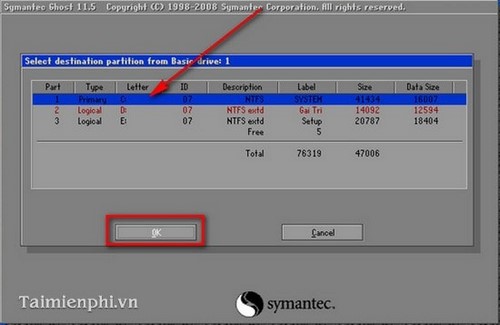 Symantec Ghost 11.5 Copyright (C) 1998-2008 Symantec Corporation. All rights reserved.
Select destination partition from Basic drive: 1
Part Type Letter ID Description Label Size Data Size
1 Primary C: 07 NTFS SYSTEM 41434 16007
2 Logical D: 07 NTFS extd Gai Tri 14092 12594
3 Logical E: 07 NTFS extd Setup 20787 18404
Free 5
Total 76319 47006
OK Cancel
Taimienphi.vn symantec.